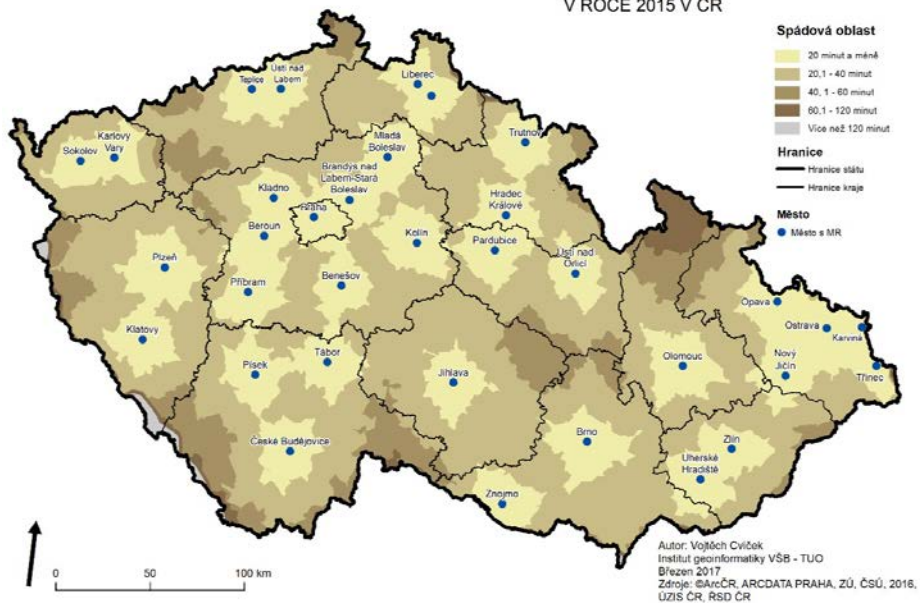 V ROCE 2015 V ČR
Spádová oblast
20 minut a méně
20,1 - 40 minut
40, 1 - 60 minut
60,1 - 120 minut
Více než 120 minut
Hranice
Hranice státu
Hranice kraje
Město
Město s MR
Teplice
Ústí nad
Labem
Liberec
Karlovy
Vary
Sokolov
Mladá
Boleslav
Trutnov
Brandýs nad
Labem-Stará
Boleslav
Kladno
Praha
Hradec
Králové
Beroun
Kolín
Pardubice
Plzeň
Ústí nad
Orlicí
Příbram
Benešov
Opava
Ostrava
Karviná
Klatovy
Písek
Tábor
Jihlava
Olomouc
Nový
Jičín
Třinec
České Budějovice
Brno
Zlín
Uherské
Hradiště
Znojmo
0
50
100 km
Autor: Vojtěch Cvíček
Institut geoinformatiky VŠB - TUO
Březen 2017
Zdroje: ©ArcČR, ARCDATA PRAHA, ZÚ, ČSÚ, 2016,
ÚZIS ČR, ŘSD ČR